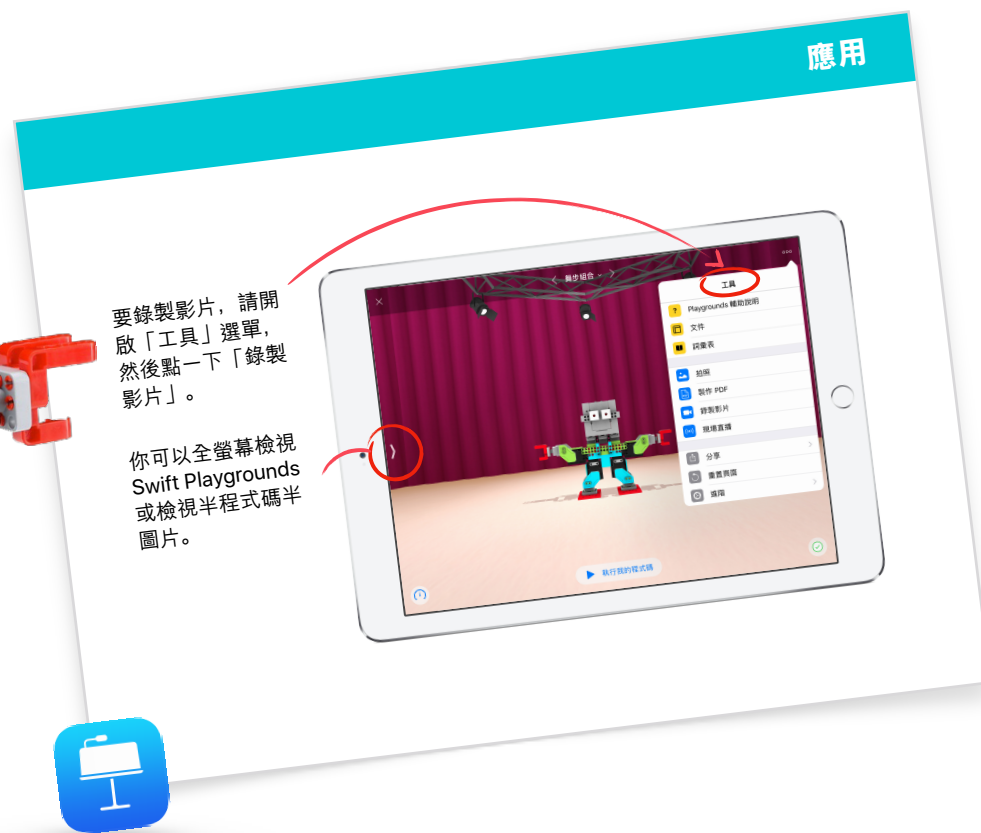 應用
要錄製影片，請開
啟「工具」選單，
然後點一下「錄製
影片」。
你可以全螢幕檢視
Swift Playgrounds
或檢視半程式碼半
圖片。
舞步組合
工具
Playgrounds 輔助說明
文件
詞彙表
拍照
製作 PDF
錄製影片
現場直播
分享
重置頁面
進階
執行我的程式碼